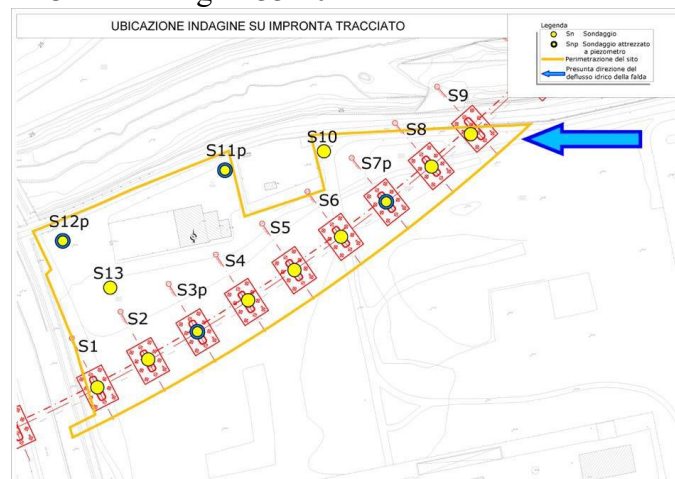 UBICAZIONE INDAGINE SU IMPRONTA TRACCIATO
Legenda
Sn Sondaggio
Snp Sondaggio attrezzato
a piezometro
Perimetrazione del sito
Presunta direzione del
deflusso idrico della falda
S9
S8
S10
S7p
S11p
S6
S5
S12p
S4
S13
S3p
S2
S1